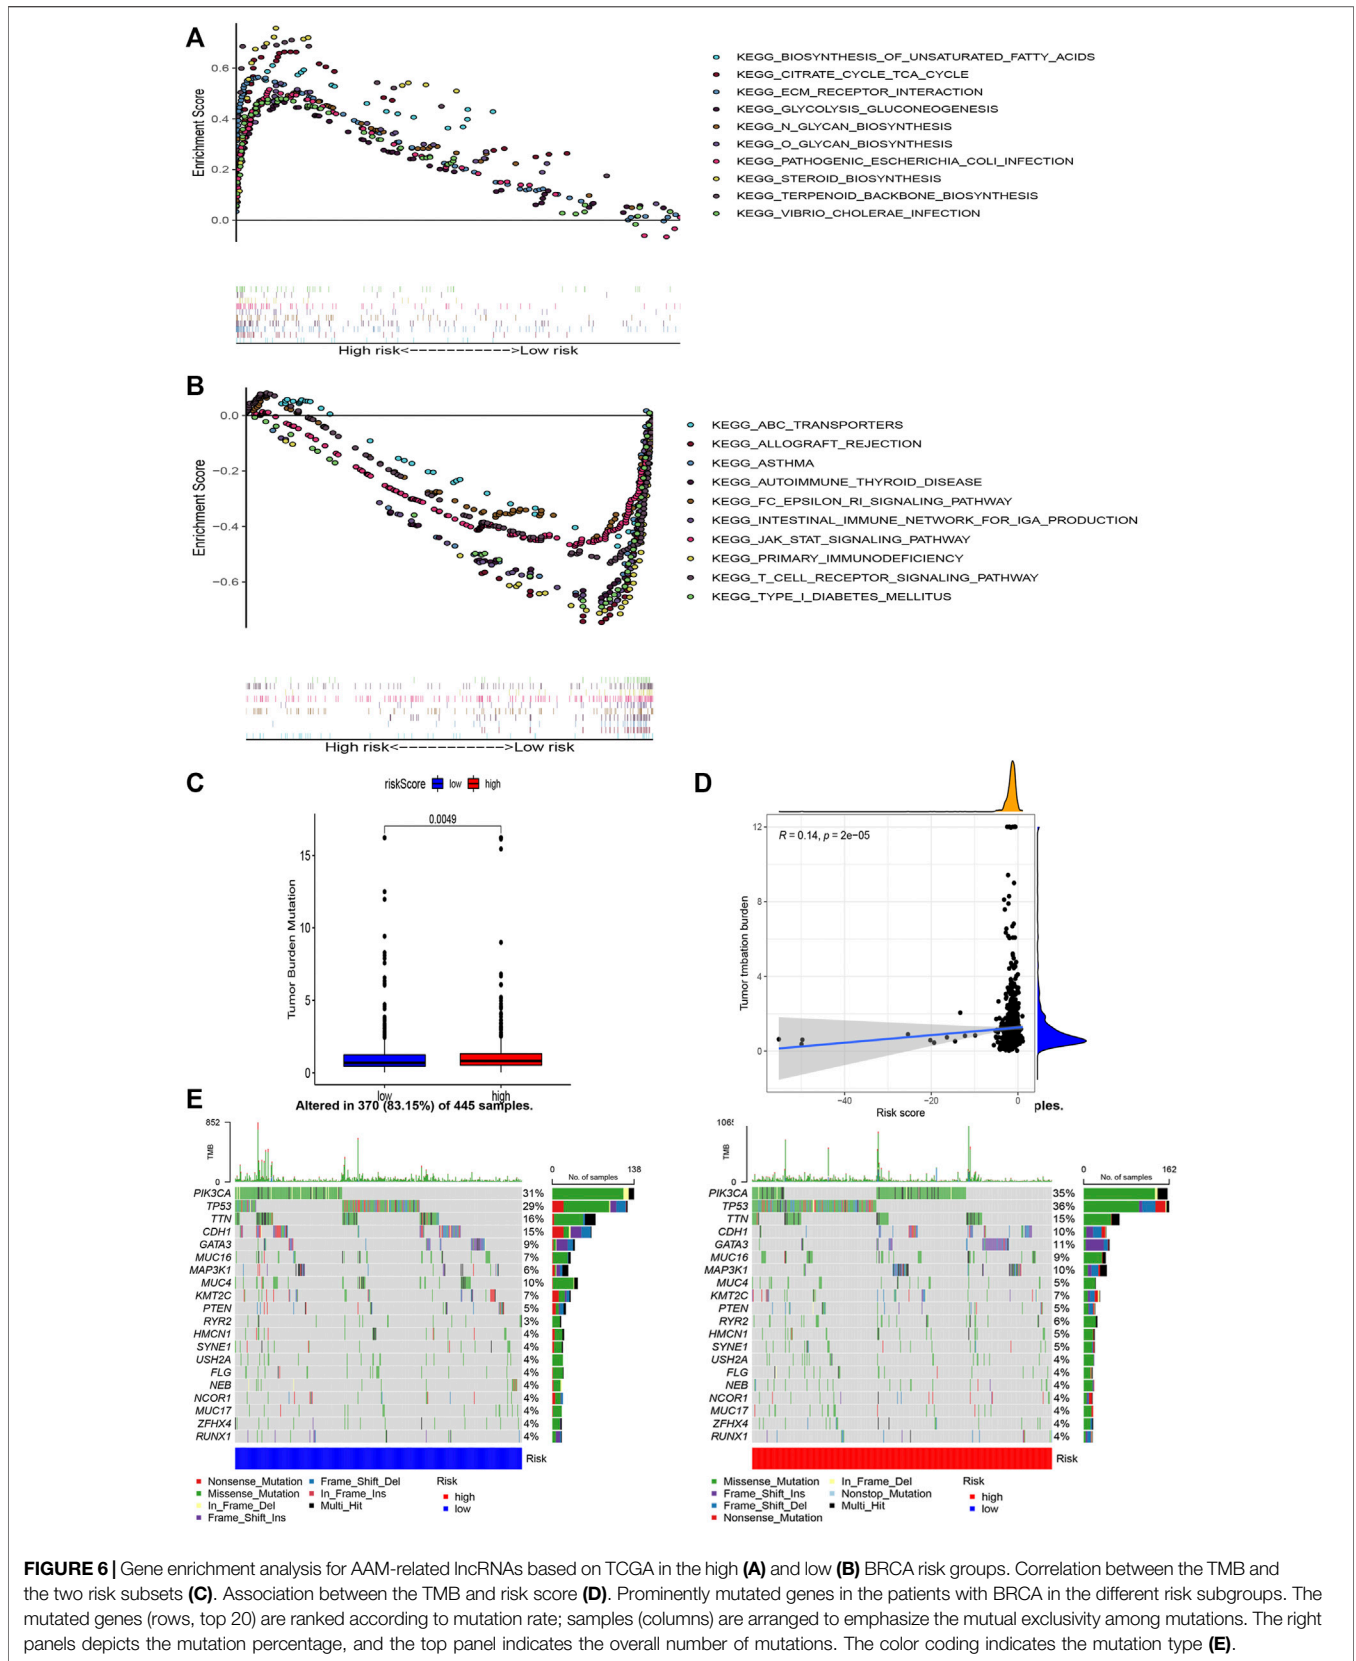 A
Enrichment Score
0.6
0.4
0.2
0.0
KEGG_BIOSYNTHESIS_OF_UNSATURATED_FATTY_ACIDS
KEGG_CITRATE_CYCLE_TCA_CYCLE
KEGG_ECM_RECEPTOR_INTERACTION
KEGG_GLYCOLYSIS_GLUCONEOGENESIS
KEGG_N_GLYCAN_BIOSYNTHESIS
KEGG_O_GLYCAN_BIOSYNTHESIS
KEGG_PATHOGENIC_ESCHERICHIA_COLI_INFECTION
KEGG_STEROID_BIOSYNTHESIS
KEGG_TERPENOID_BACKBONE_BIOSYNTHESIS
KEGG_VIBRIO_CHOLERAE_INFECTION
High risk<----------->Low risk
B
Enrichment Score
0.0
−0.2
−0.4
−0.6
KEGG_ABC_TRANSPORTERS
KEGG_ALLOGRAFT_REJECTION
KEGG_ASTHMA
KEGG_AUTOIMMUNE_THYROID_DISEASE
KEGG_FC_EPSILON_RI_SIGNALING_PATHWAY
KEGG_INTESTINAL_IMMUNE_NETWORK_FOR_IGA_PRODUCTION
KEGG_JAK_STAT_SIGNALING_PATHWAY
KEGG_PRIMARY_IMMUNODEFICIENCY
KEGG_T_CELL_RECEPTOR_SIGNALING_PATHWAY
KEGG_TYPE_I_DIABETES_MELLITUS
High risk<----------->Low risk
C
riskScore low high
0.0049
Tumor Burden Mutation
15
10
5
0
low high
D
R = 0.14, p = 2e−05
Tumor tmbation burden
12
8
4
0
−40 −20 0
Risk score
E
Altered in 370 (83.15%) of 445 samples.
852
TMB
0
0 138
No. of samples
PIK3CA 31%
TP53 29%
TTN 16%
CDH1 15%
GATA3 9%
MUC16 7%
MAP3K1 6%
MUC4 10%
KMT2C 7%
PTEN 5%
RYR2 3%
HMCN1 4%
SYNE1 4%
USH2A 4%
FLG 4%
NEB 4%
NCOR1 4%
MUC17 4%
ZFHX4 4%
RUNX1 4%
Risk
Nonsense_Mutation Frame_Shift_Del Risk
Missense_Mutation In_Frame_Ins high
In_Frame_Del Multi_Hit low
Frame_Shift_Ins
ples.
TMB
0
0 162
No. of samples
PIK3CA 35%
TP53 36%
TTN 15%
CDH1 10%
GATA3 11%
MUC16 9%
MAP3K1 10%
MUC4 5%
KMT2C 7%
PTEN 5%
RYR2 6%
HMCN1 5%
SYNE1 5%
USH2A 4%
FLG 4%
NEB 4%
NCOR1 4%
MUC17 4%
ZFHX4 4%
RUNX1 4%
Risk
Missense_Mutation In_Frame_Del Risk
Frame_Shift_Ins Nonstop_Mutation high
Frame_Shift_Del Multi_Hit low
Nonsense_Mutation
FIGURE 6 | Gene enrichment analysis for AAM-related lncRNAs based on TCGA in the high (A) and low (B) BRCA risk groups. Correlation between the TMB and
the two risk subsets (C). Association between the TMB and risk score (D). Prominently mutated genes in the patients with BRCA in the different risk subgroups. The
mutated genes (rows, top 20) are ranked according to mutation rate; samples (columns) are arranged to emphasize the mutual exclusivity among mutations. The right
panels depicts the mutation percentage, and the top panel indicates the overall number of mutations. The color coding indicates the mutation type (E).